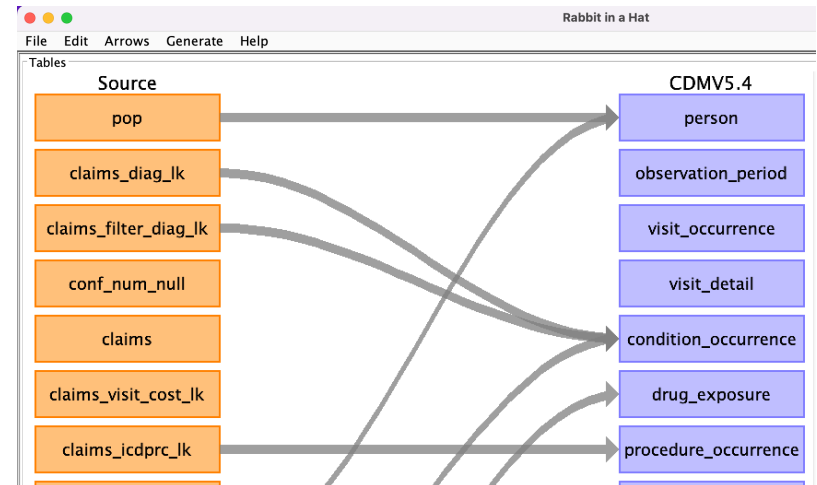 Rabbit in a Hat
File Edit Arrows Generate Help
Tables
Source
CDMV5.4
pop
person
claims_diag_lk
observation_period
claims_filter_diag_lk
visit_occurrence
conf_num_null
visit_detail
claims
condition_occurrence
claims_visit_cost_lk
drug_exposure
claims_icdprc_lk
procedure_occurrence